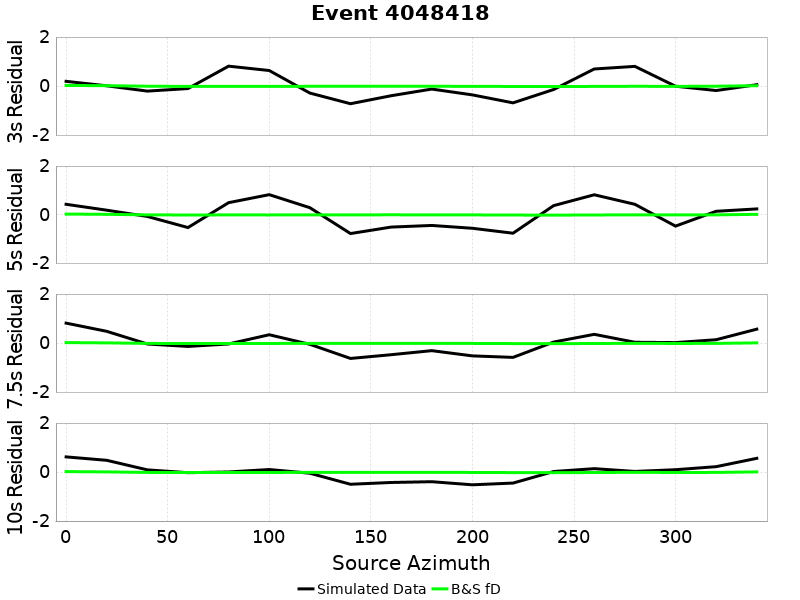 Event 4048418
3s Residual
2
0
-2
5s Residual
2
0
-2
7.5s Residual
2
0
-2
10s Residual
2
0
-2
0 50 100 150 200 250 300
Source Azimuth
Simulated Data B&S fD